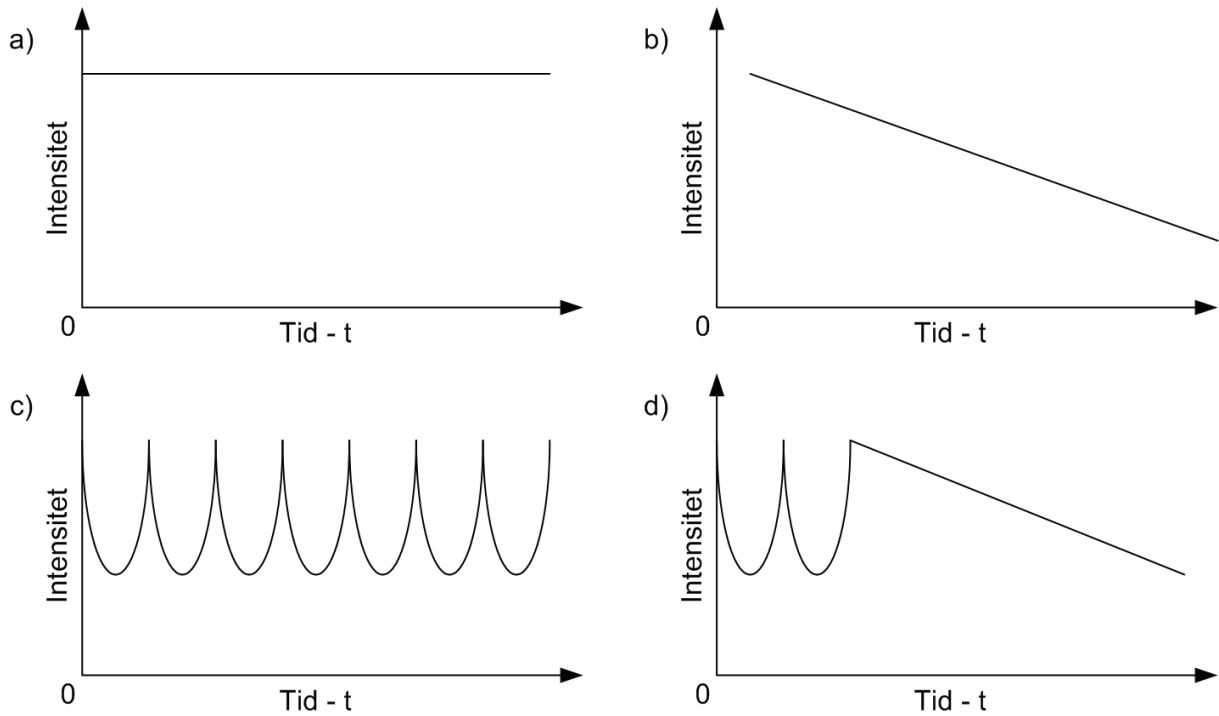 a)
Intensitet
0
Tid - t
b)
Intensitet
0
Tid - t
c)
Intensitet
0
Tid - t
d)
Intensitet
0
Tid - t